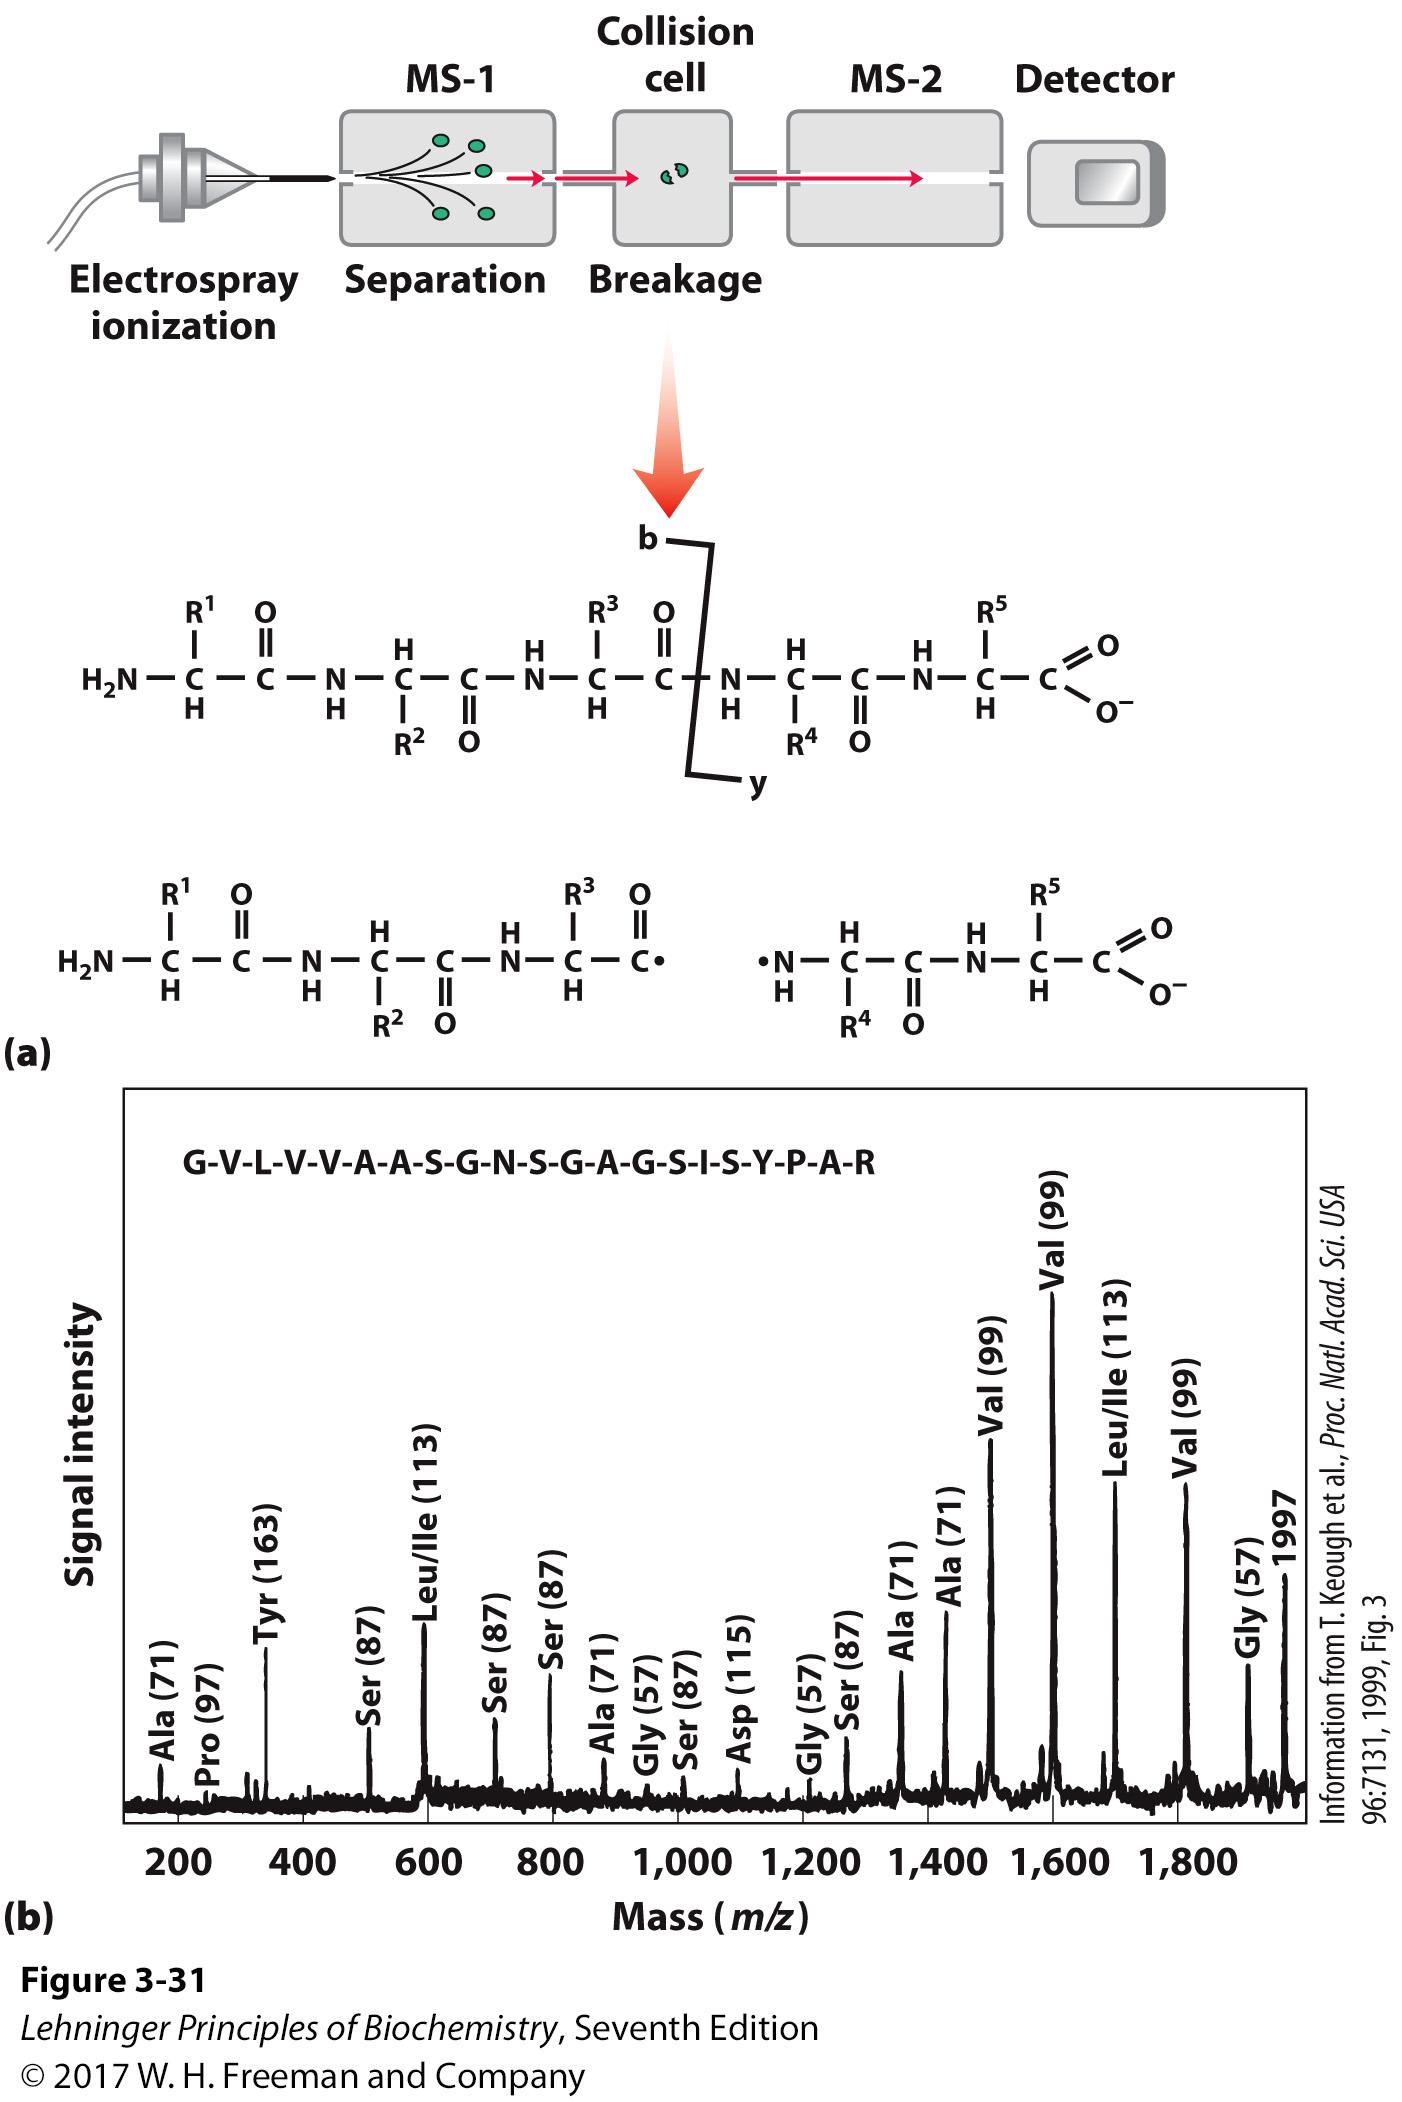 Collision
MS-1 cell MS-2 Detector
Electrospray Separation Breakage
ionization
b
R¹ O R³ O R⁵
H H H H O
H₂N C C N C C N C C N C C N C C
H H O H H O H O⁻
R² R⁴
y
R¹ O R³ O R⁵
H H H H O
H₂N C C N C C N C C• •N C C N C C
H H O H H O H O⁻
R² R⁴
(a)
G-V-L-V-V-A-A-S-G-N-S-G-A-G-S-I-S-Y-P-A-R
Signal intensity
Ala (71)
Pro (97)
Tyr (163)
Ser (87)
Leu/Ile (113)
Ser (87)
Ser (87)
Ala (71)
Gly (57)
Ser (87)
Asp (115)
Gly (57)
Ser (87)
Ala (71)
Ala (71)
Val (99)
Val (99)
Leu/Ile (113)
Val (99)
Gly (57)
1997
200 400 600 800 1,000 1,200 1,400 1,600 1,800
Mass (m/z)
(b)
Information from T. Keough et al., Proc. Natl. Acad. Sci. USA
96:7131, 1999, Fig. 3
Figure 3-31
Lehninger Principles of Biochemistry, Seventh Edition
© 2017 W. H. Freeman and Company